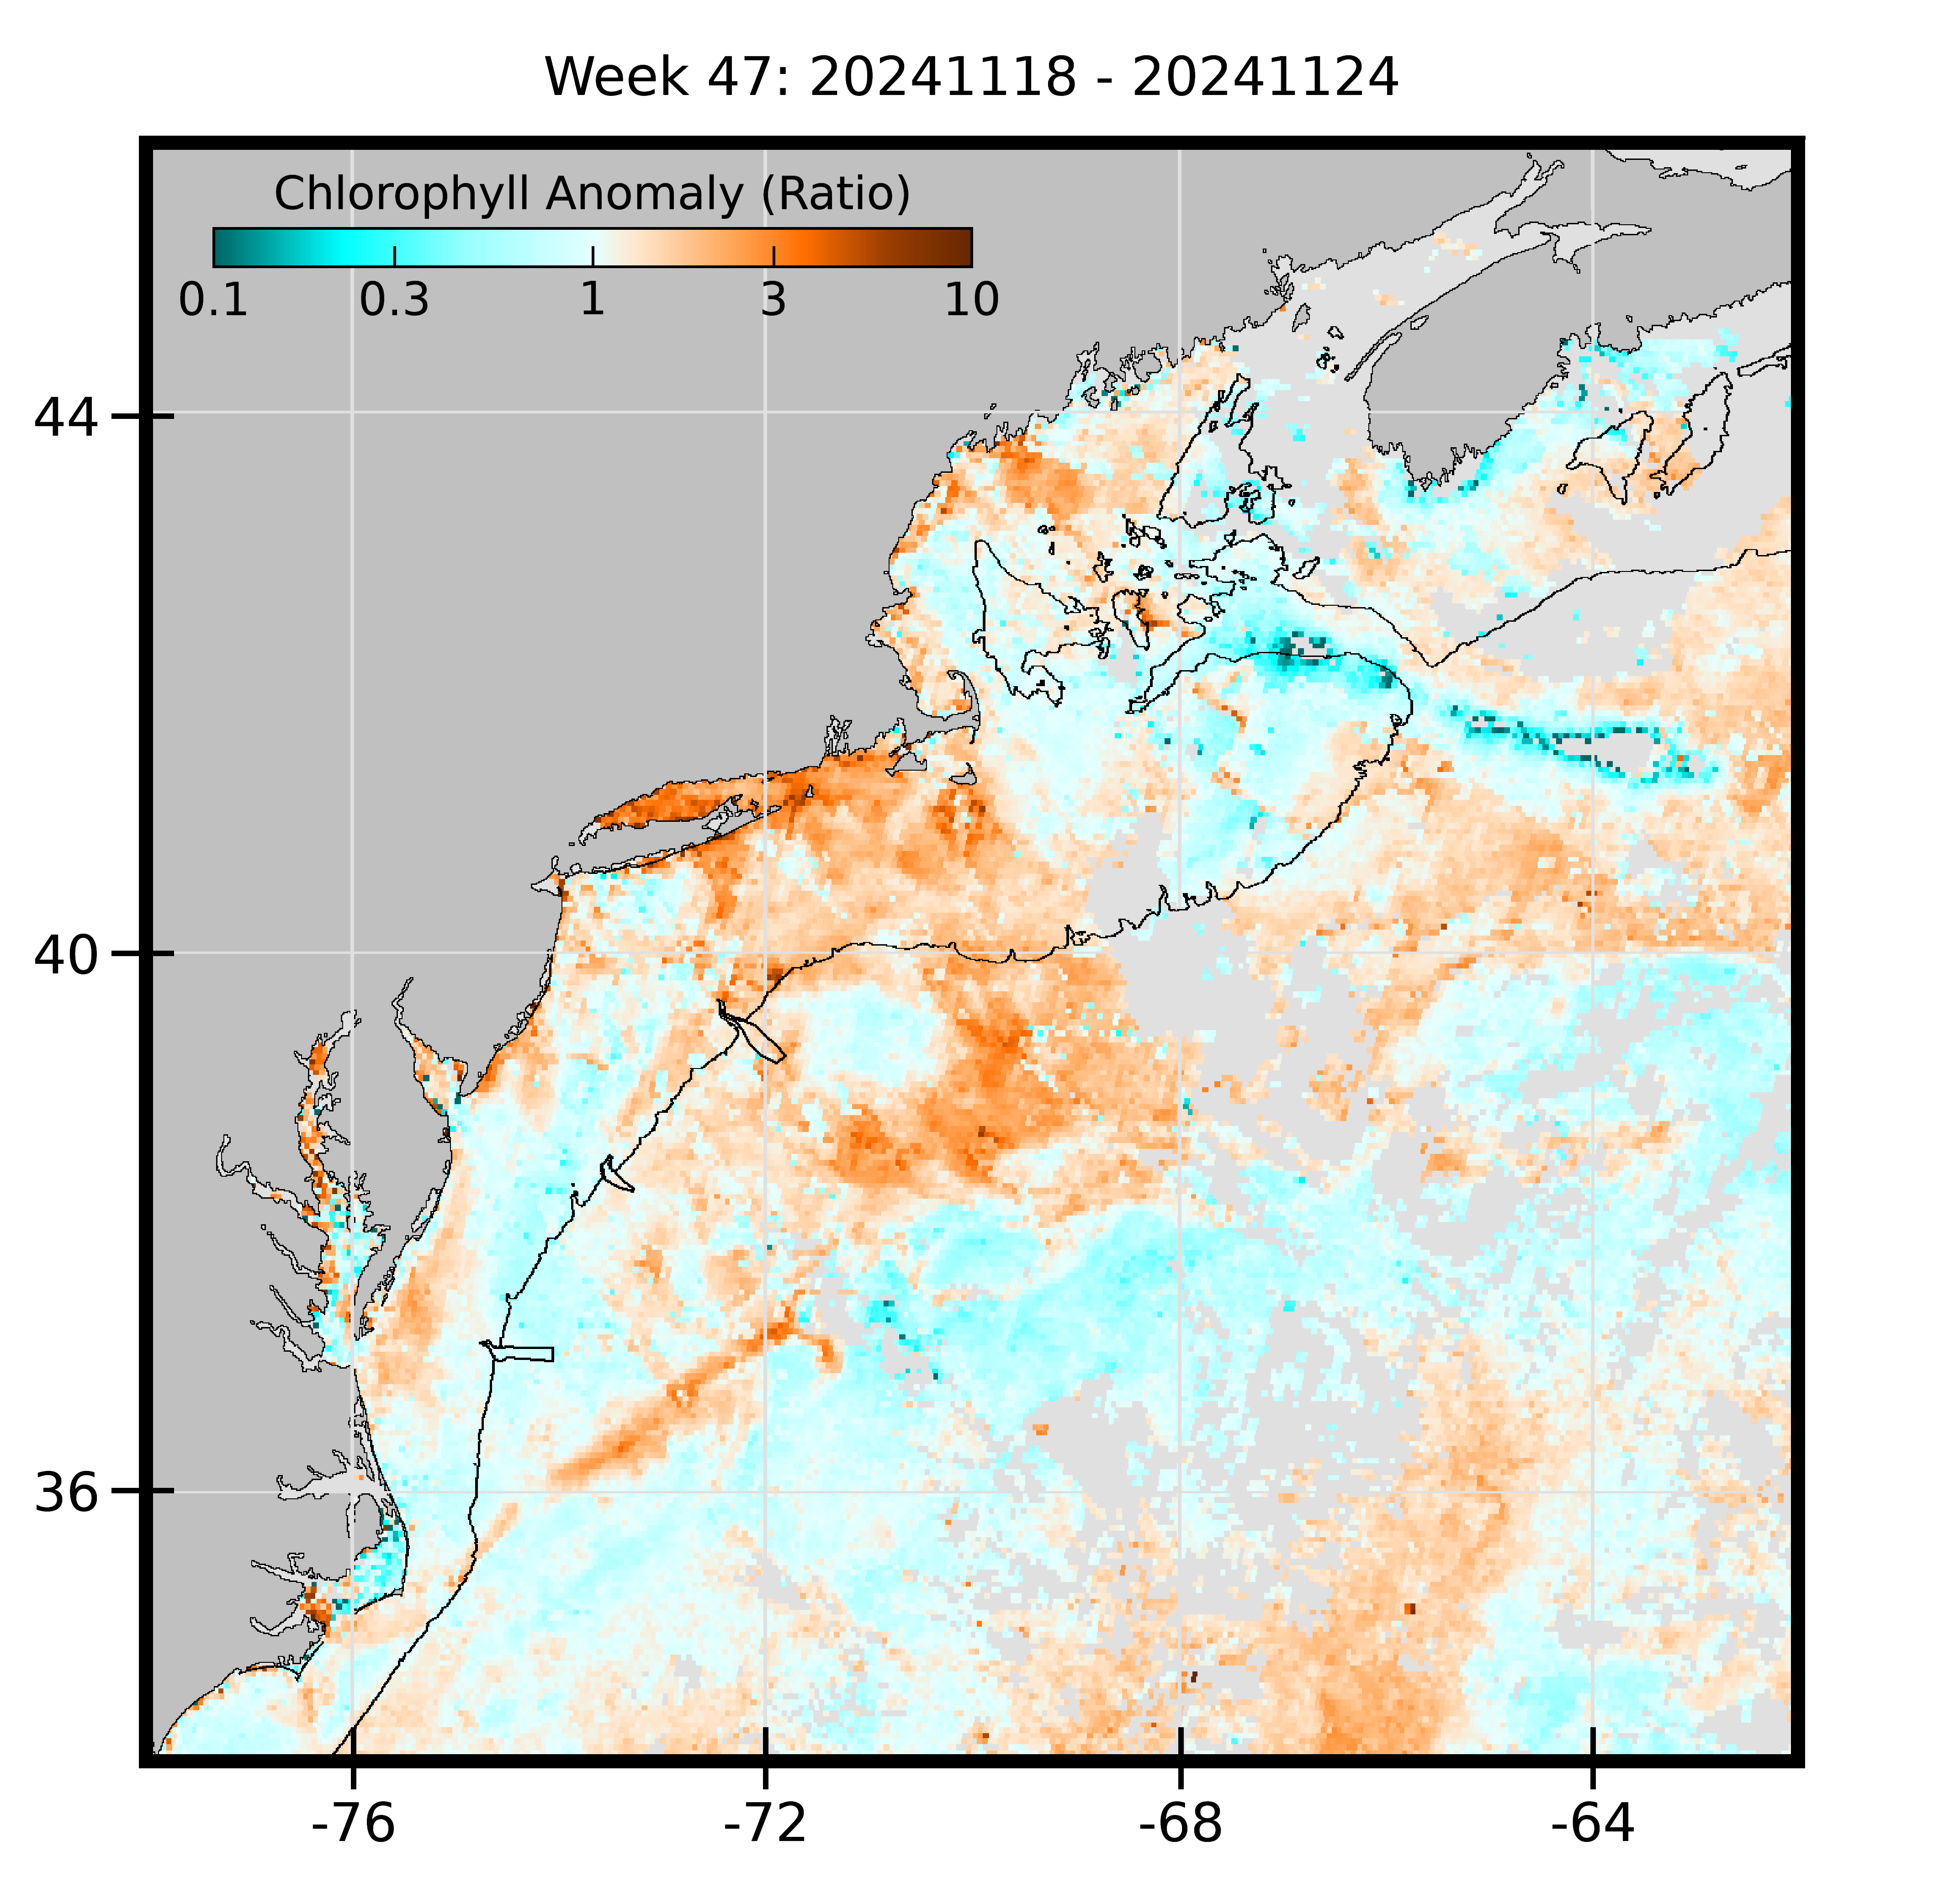 Week 47: 20241118 - 20241124
Chlorophyll Anomaly (Ratio)
0.1 0.3 1 3 10
44
40
36
-76 -72 -68 -64